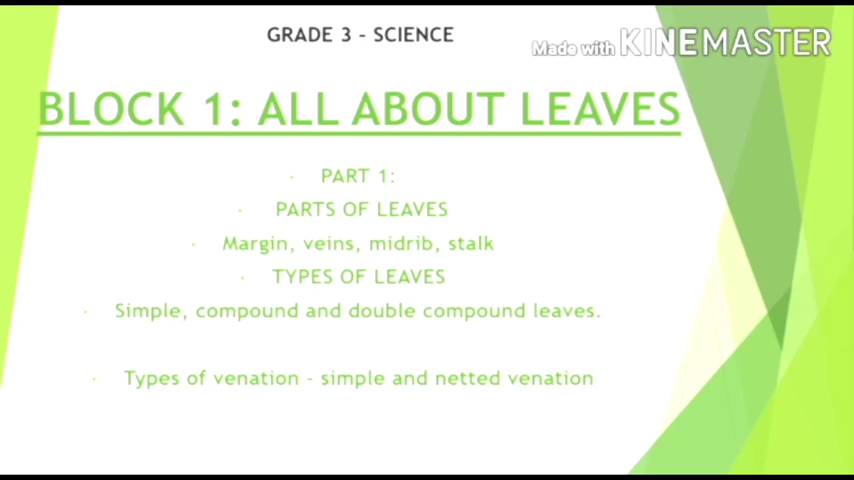 GRADE 3 - SCIENCE
Made with KINEMASTER
BLOCK 1: ALL ABOUT LEAVES
· PART 1:
· PARTS OF LEAVES
· Margin, veins, midrib, stalk
· TYPES OF LEAVES
· Simple, compound and double compound leaves.
· Types of venation - simple and netted venation